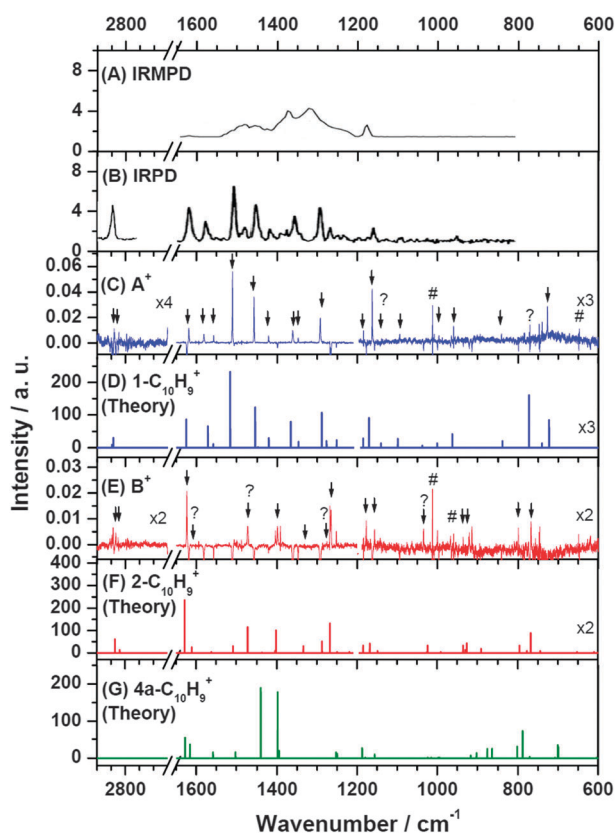 2800 1600 1400 1200 1000 800 600
(A) IRMPD
8
4
0
(B) IRPD
8
4
0
(C) A+
0.06
0.04
0.02
0.00
x4
?
#
?
#
x3
(D) 1-C10H9+
(Theory)
200
100
0
x3
(E) B+
0.03
0.02
0.01
0.00
x2
?
?
?
?
#
#
x2
(F) 2-C10H9+
(Theory)
400
300
200
100
0
x2
(G) 4a-C10H9+
(Theory)
200
100
0
2800 1600 1400 1200 1000 800 600
Wavenumber / cm-1
Intensity / a. u.